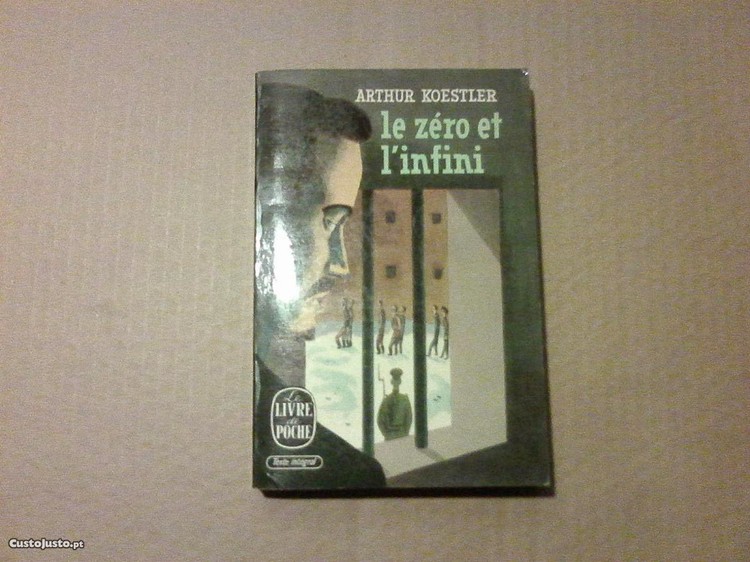 ARTHUR KOESTLER
le zéro et
l'infini
Le
LIVRE
de
POCHE
Texte intégral
CustoJusto.pt